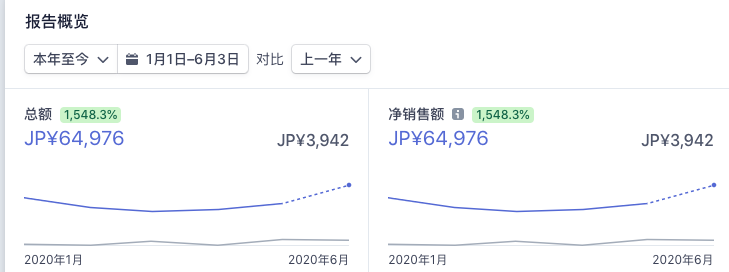 报告概览
本年至今 1月1日–6月3日 对比 上一年
总额 1,548.3%
JP¥64,976 JP¥3,942
2020年1月 2020年6月
净销售额 1,548.3%
JP¥64,976 JP¥3,942
2020年1月 2020年6月